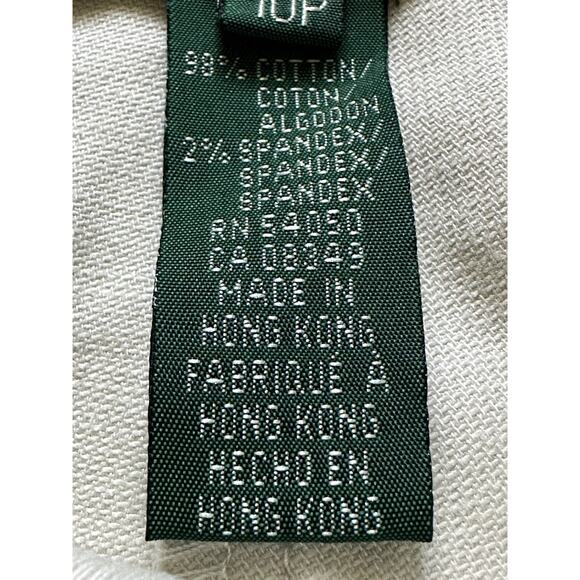 10P
98% COTTON/
COTON/
ALGODON
2% SPANDEX/
SPANDEX/
SPANDEX
RN 54050
CA 08349
MADE IN
HONG KONG
FABRIQUÉ À
HONG KONG
HECHO EN
HONG KONG